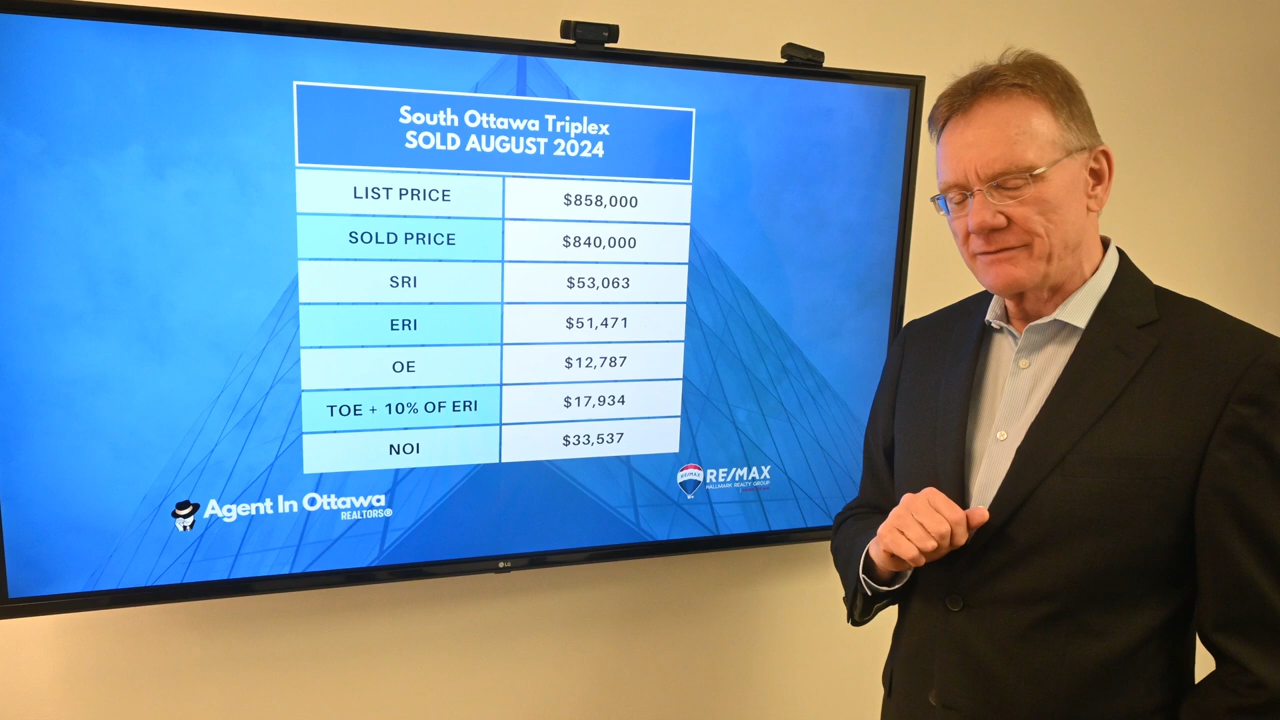 South Ottawa Triplex
SOLD AUGUST 2024
LIST PRICE $858,000
SOLD PRICE $840,000
SRI $53,063
ERI $51,471
OE $12,787
TOE + 10% OF ERI $17,934
NOI $33,537
Agent In Ottawa
REALTORS®
RE/MAX
RE/MAX
HALLMARK REALTY GROUP
LG